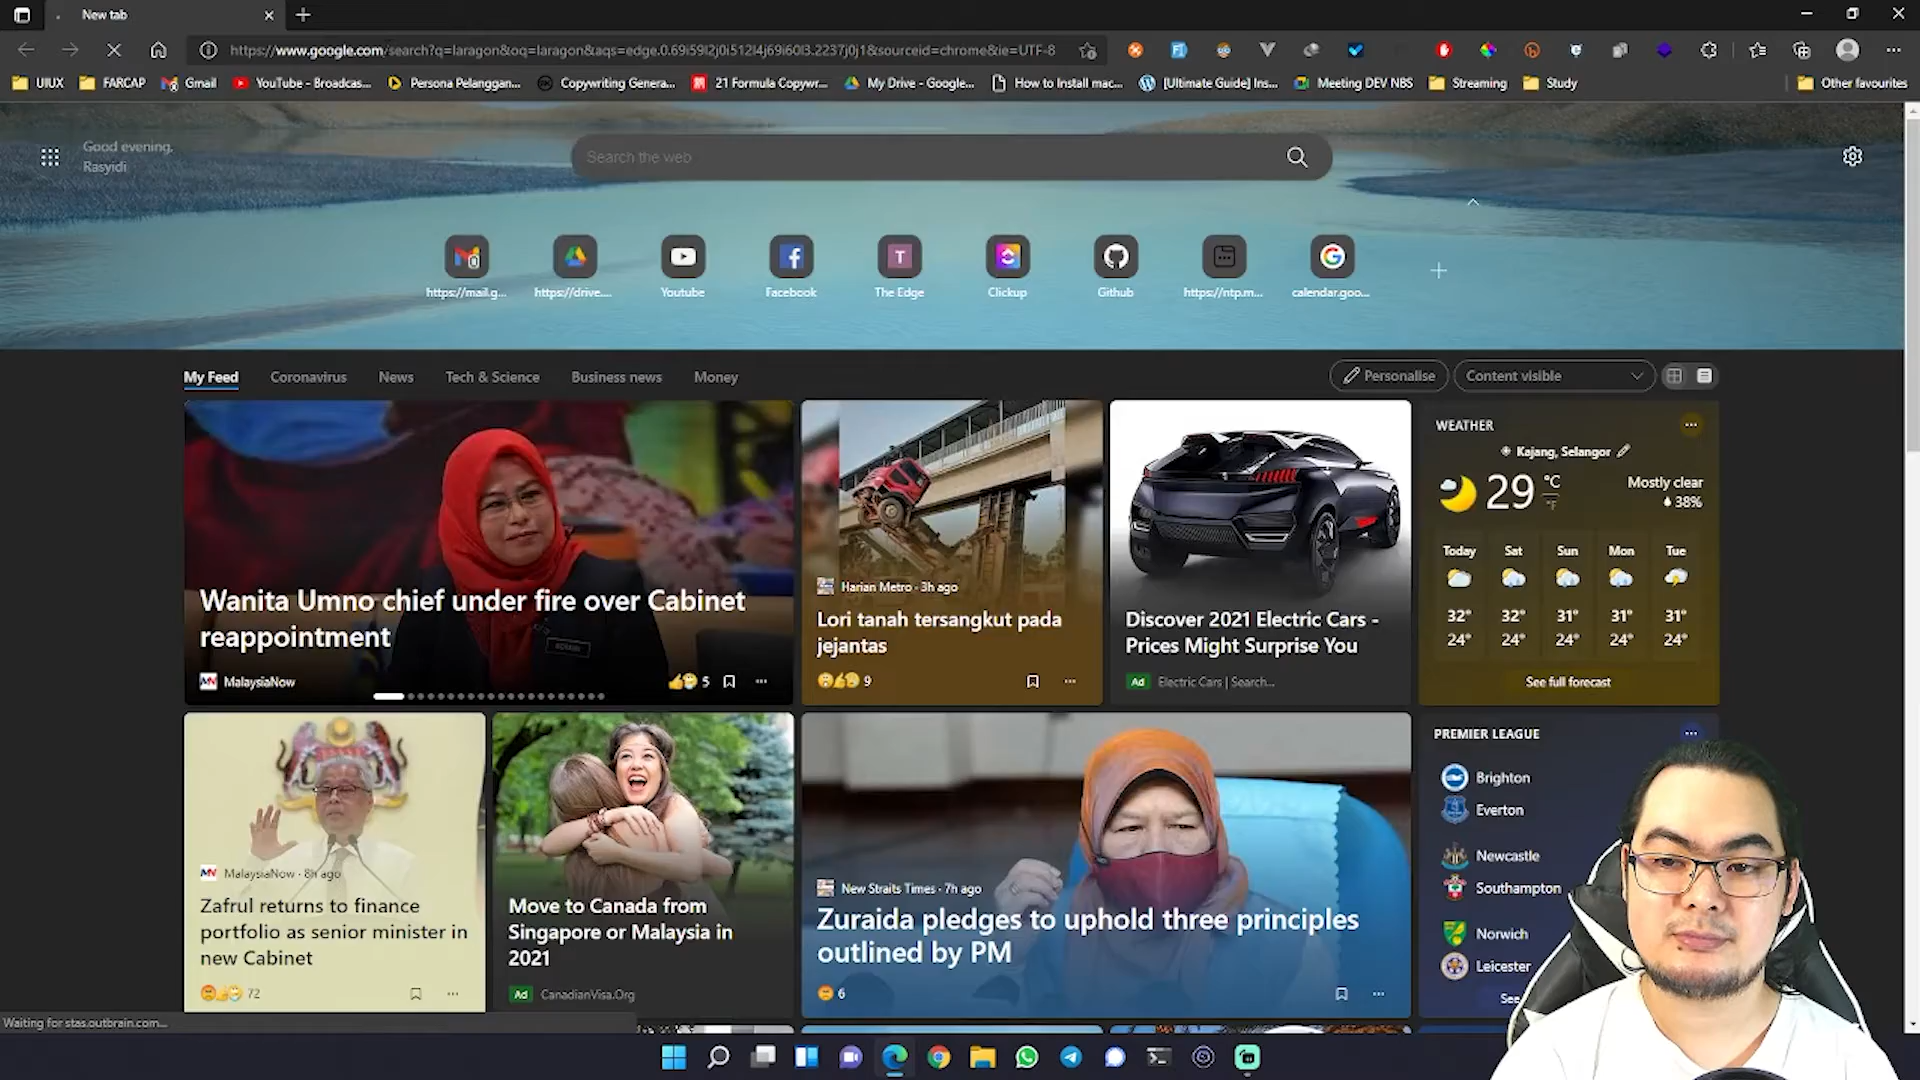 New tab
https://www.google.com/search?q=laragon&oq=laragon&aqs=edge.0.69i59l2j0i512l4j69i60l3.2237j0j1&sourceid=chrome&ie=UTF-8
UIUX
FARCAP
Gmail
YouTube - Broadcas...
Persona Pelanggan...
Copywriting Genera...
21 Formula Copywr...
My Drive - Google...
How to Install mac...
[Ultimate Guide] Ins...
Meeting DEV NBS
Streaming
Study
Other favourites
Good evening,
Rasyidi
Search the web
https://mail.g...
https://drive....
Youtube
Facebook
T
The Edge
Clickup
Github
https://ntp.m...
calendar.goo...
My Feed
Coronavirus
News
Tech & Science
Business news
Money
Personalise
Content visible
Wanita Umno chief under fire over Cabinet
reappointment
MalaysiaNow
5
Harian Metro · 3h ago
Lori tanah tersangkut pada
jejantas
9
Discover 2021 Electric Cars -
Prices Might Surprise You
Ad Electric Cars | Search...
WEATHER
Kajang, Selangor
29 °C
°F
Mostly clear
38%
Today Sat Sun Mon Tue
32° 32° 31° 31° 31°
24° 24° 24° 24° 24°
See full forecast
MalaysiaNow · 8h ago
Zafrul returns to finance
portfolio as senior minister in
new Cabinet
72
Move to Canada from
Singapore or Malaysia in
2021
Ad CanadianVisa.Org
New Straits Times · 7h ago
Zuraida pledges to uphold three principles
outlined by PM
6
PREMIER LEAGUE
Brighton
Everton
Newcastle
Southampton
Norwich
Leicester
See
Waiting for stas.outbrain.com...